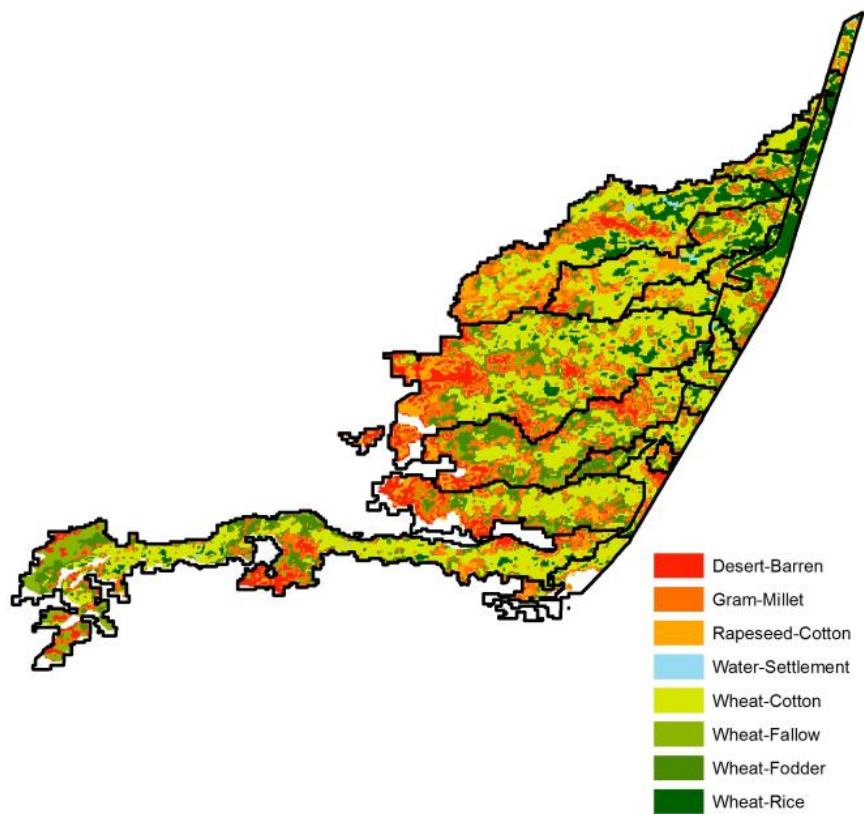 Desert-Barren
Gram-Millet
Rapeseed-Cotton
Water-Settlement
Wheat-Cotton
Wheat-Fallow
Wheat-Fodder
Wheat-Rice